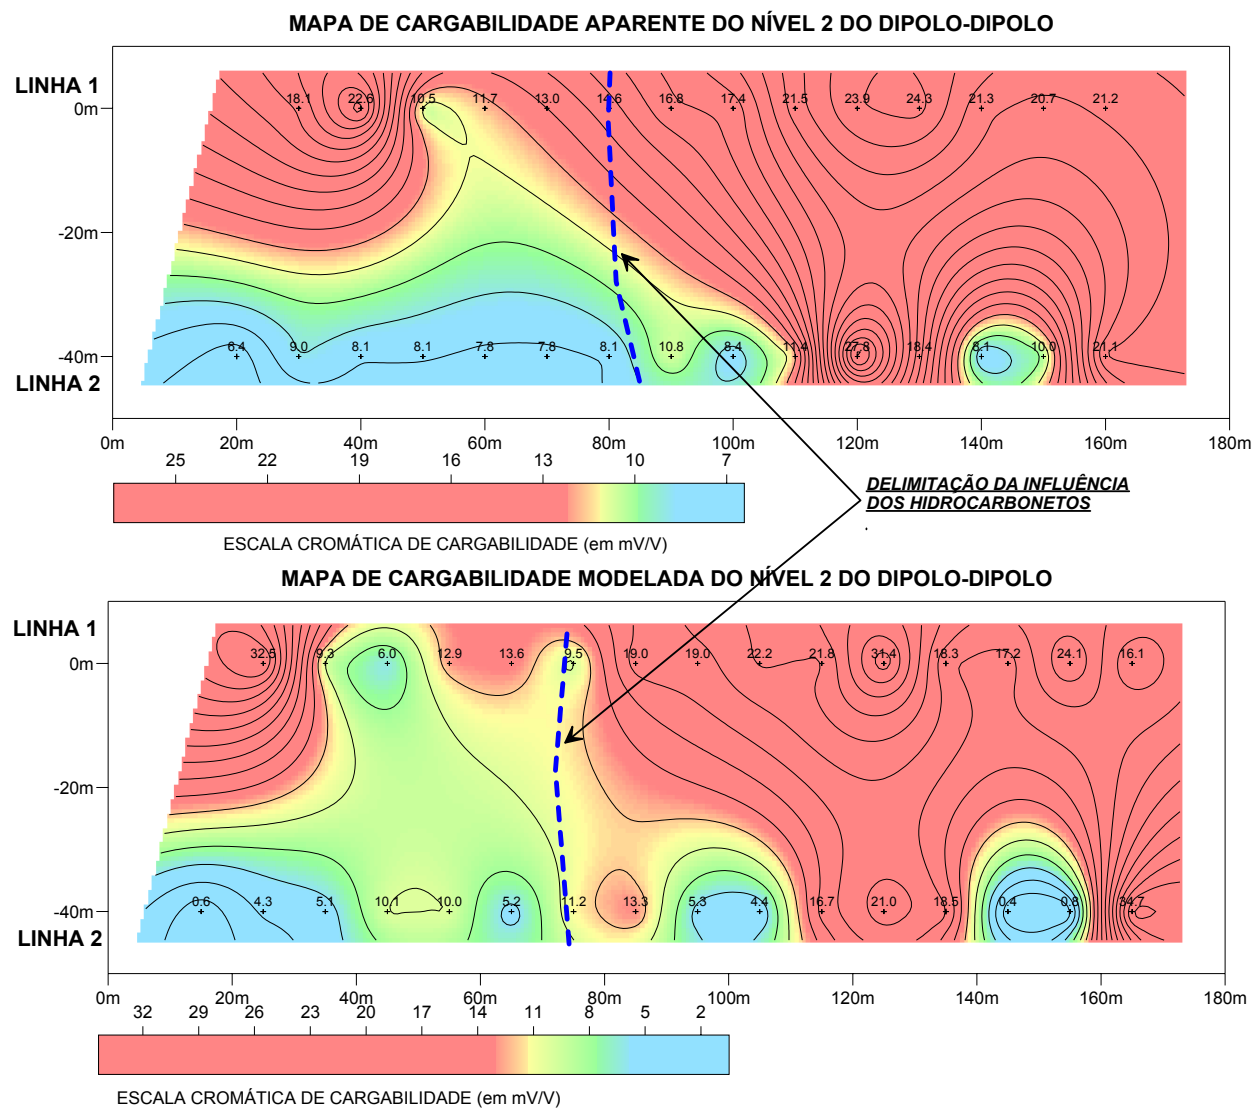 MAPA DE CARGABILIDADE APARENTE DO NÍVEL 2 DO DIPOLO-DIPOLO
LINHA 1
18.1 22.6 10.5 11.7 13.0 14.6 16.8 17.4 21.5 23.9 24.3 21.3 20.7 21.2
0m
-20m
6.4 9.0 8.1 8.1 7.8 7.8 8.1 10.8 8.4 11.4 27.8 18.4 8.1 10.0 21.1
-40m
LINHA 2
0m 20m 40m 60m 80m 100m 120m 140m 160m 180m
25 22 19 16 13 10 7
DELIMITAÇÃO DA INFLUÊNCIA
DOS HIDROCARBONETOS
.
ESCALA CROMÁTICA DE CARGABILIDADE (em mV/V)
MAPA DE CARGABILIDADE MODELADA DO NÍVEL 2 DO DIPOLO-DIPOLO
LINHA 1
32.5 9.3 6.0 12.9 13.6 9.5 19.0 19.0 22.2 21.8 31.4 18.3 17.2 24.1 16.1
0m
-20m
0.6 4.3 5.1 10.1 10.0 5.2 11.2 13.3 5.3 4.4 16.7 21.0 18.5 0.4 0.8 34.7
-40m
LINHA 2
0m 20m 40m 60m 80m 100m 120m 140m 160m 180m
32 29 26 23 20 17 14 11 8 5 2
ESCALA CROMÁTICA DE CARGABILIDADE (em mV/V)